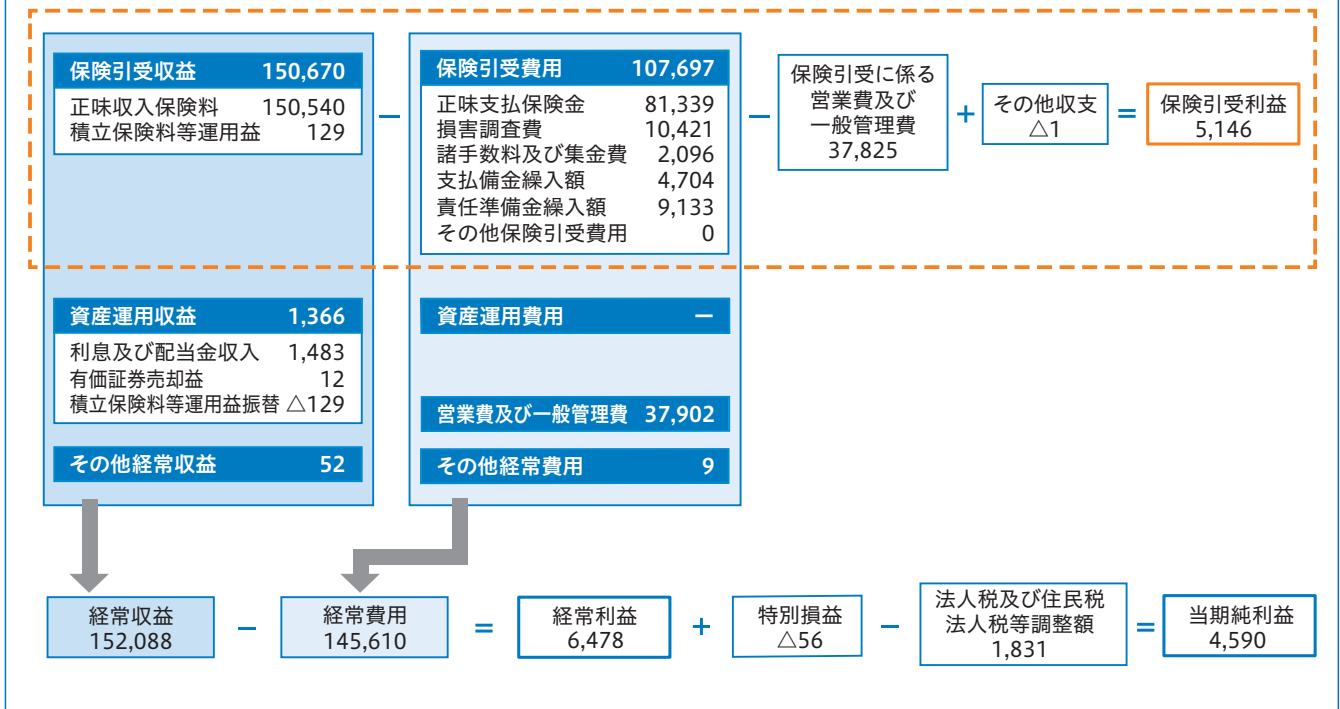 保険引受収益 150,670
正味収入保険料 150,540
積立保険料等運用益 129
－
保険引受費用 107,697
正味支払保険金 81,339
損害調査費 10,421
諸手数料及び集金費 2,096
支払備金繰入額 4,704
責任準備金繰入額 9,133
その他保険引受費用 0
－
保険引受に係る
営業費及び
一般管理費
37,825
+
その他収支
△1
=
保険引受利益
5,146
資産運用収益 1,366
利息及び配当金収入 1,483
有価証券売却益 12
積立保険料等運用益振替 △129
その他経常収益 52
資産運用費用 －
営業費及び一般管理費 37,902
その他経常費用 9
経常収益
152,088
－
経常費用
145,610
=
経常利益
6,478
+
特別損益
△56
－
法人税及び住民税
法人税等調整額
1,831
=
当期純利益
4,590